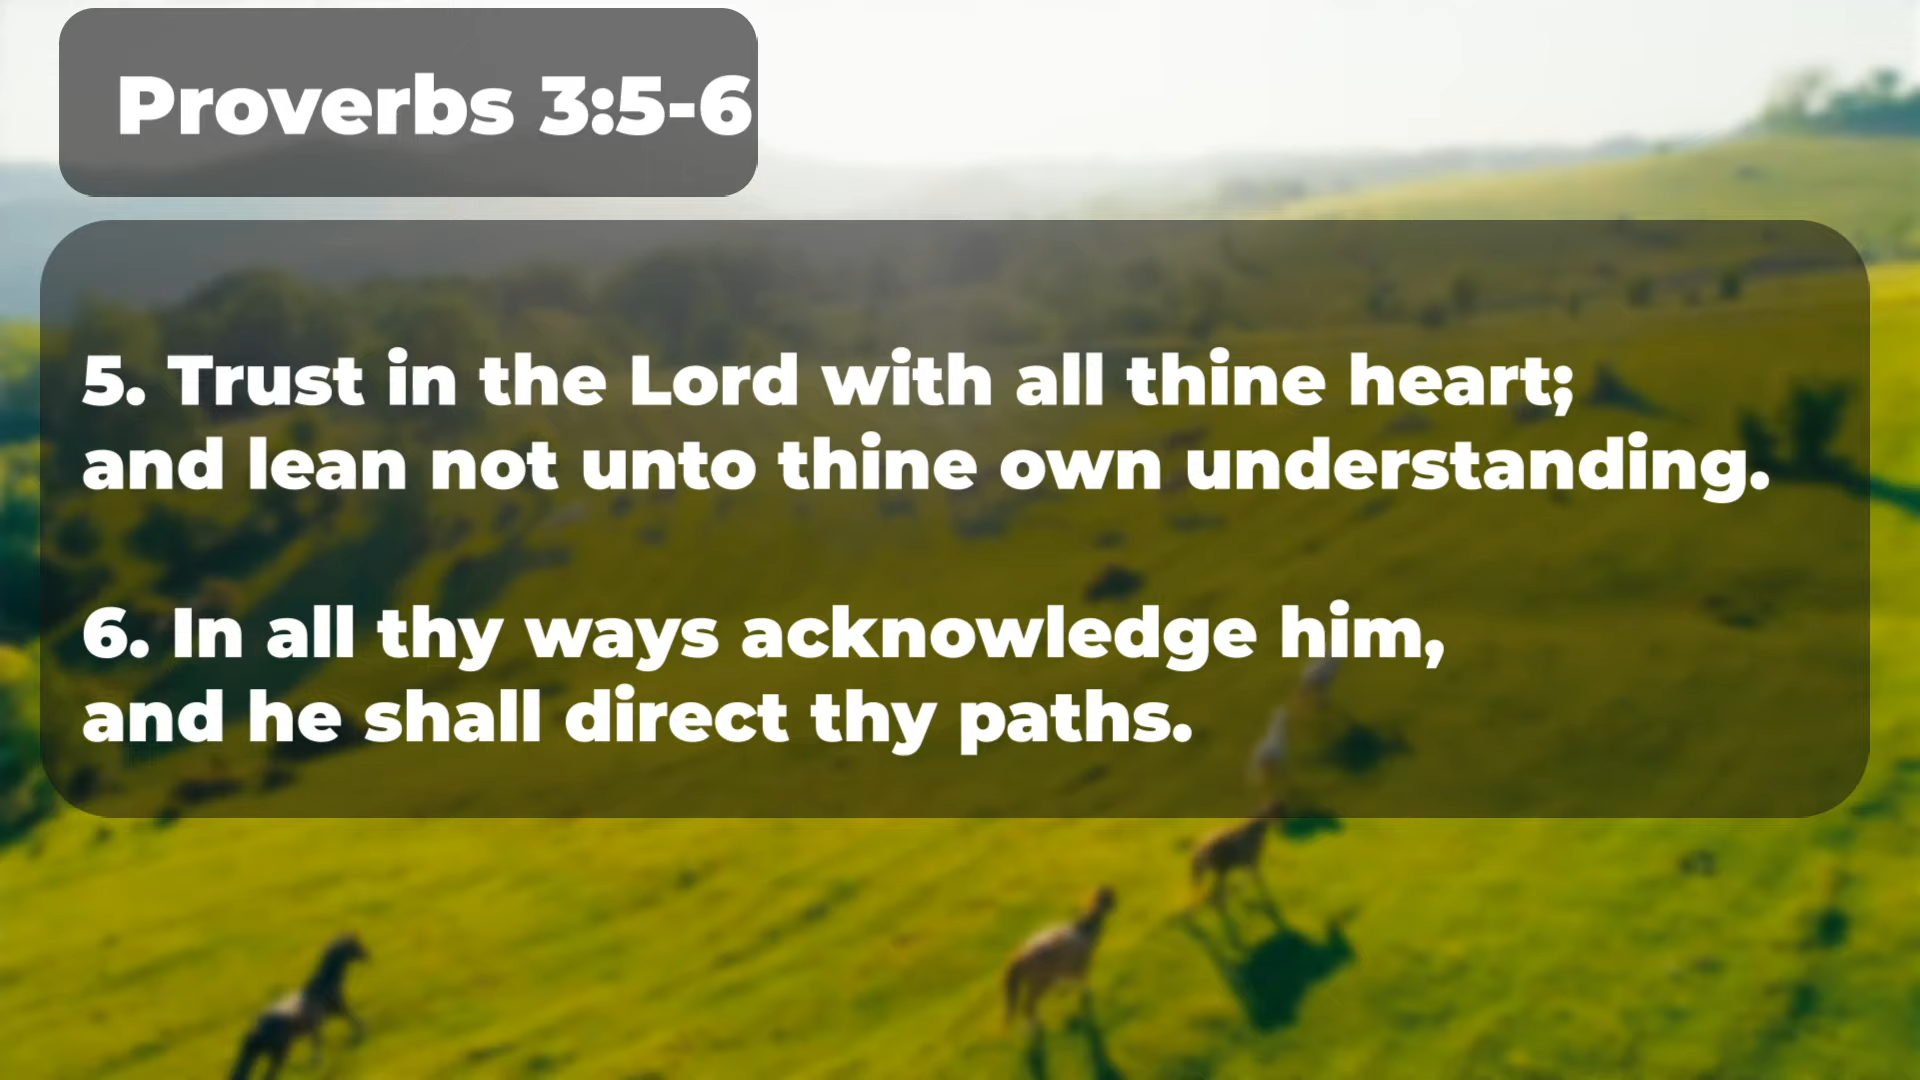 Proverbs 3:5-6
5. Trust in the Lord with all thine heart;
and lean not unto thine own understanding.
6. In all thy ways acknowledge him,
and he shall direct thy paths.